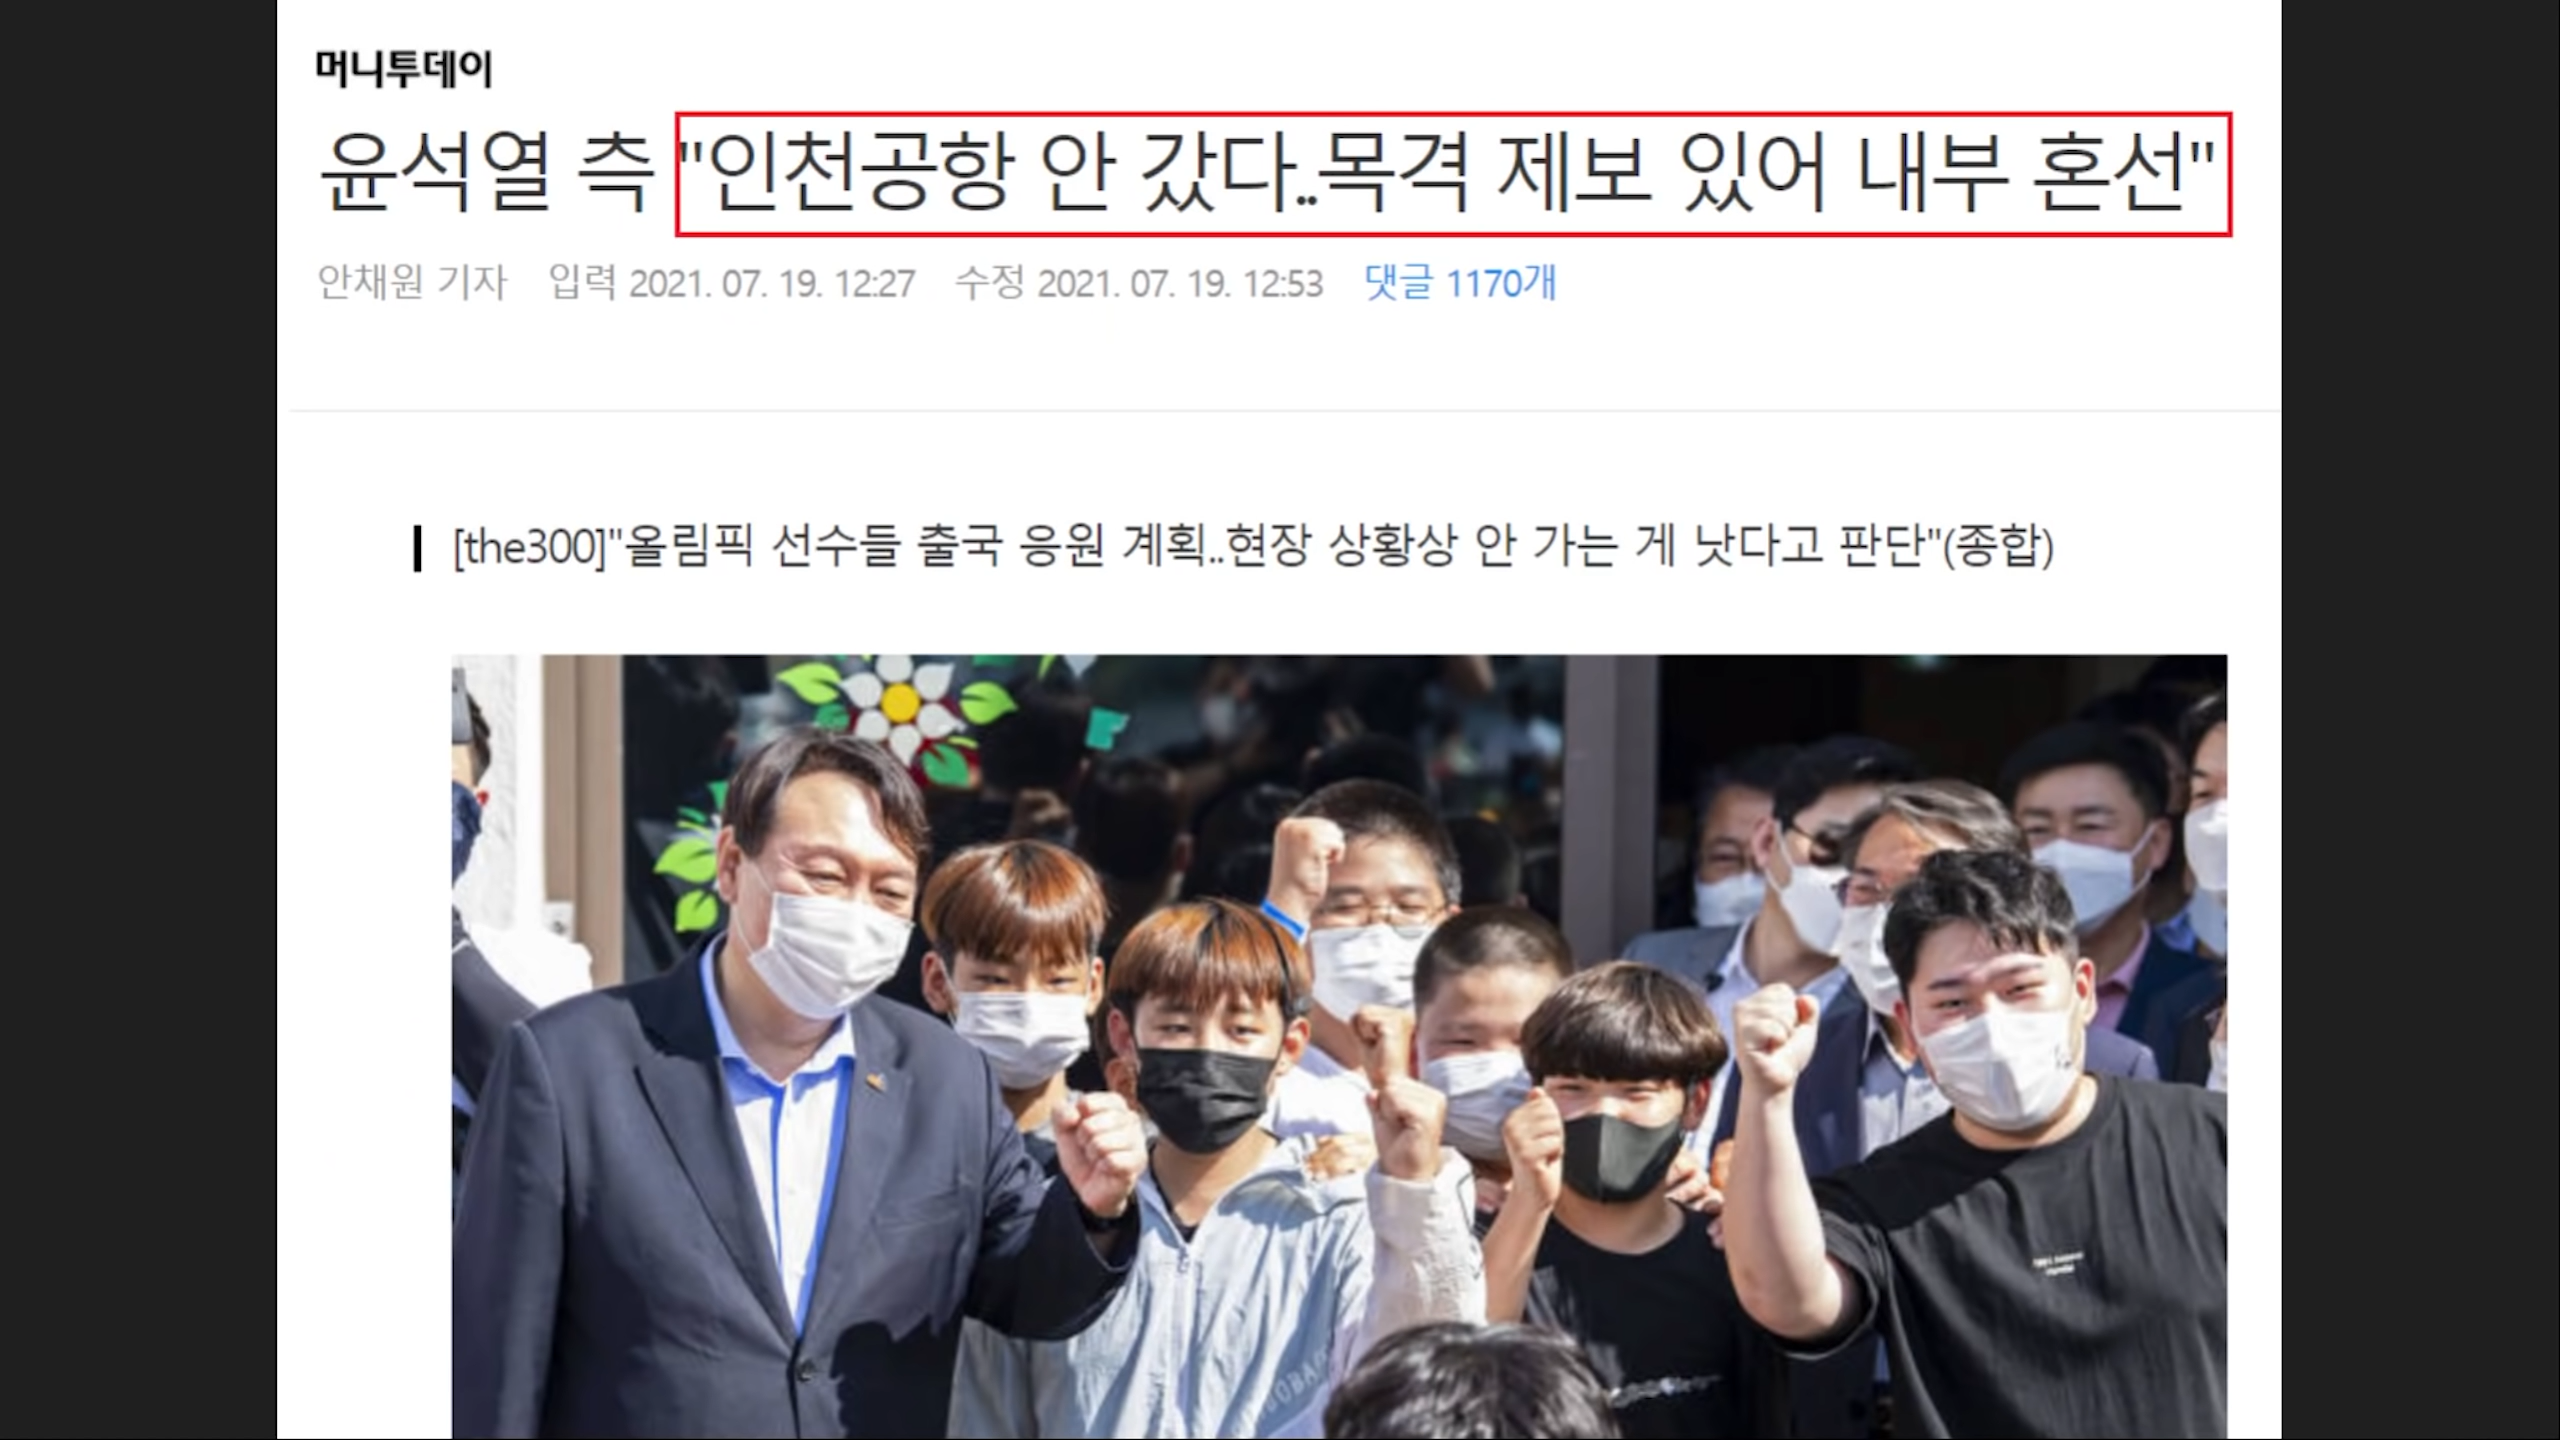 머니투데이
윤석열 측 "인천공항 안 갔다..목격 제보 있어 내부 혼선"
안채원 기자 입력 2021. 07. 19. 12:27 수정 2021. 07. 19. 12:53 댓글 1170개
[the300]"올림픽 선수들 출국 응원 계획..현장 상황상 안 가는 게 낫다고 판단"(종합)